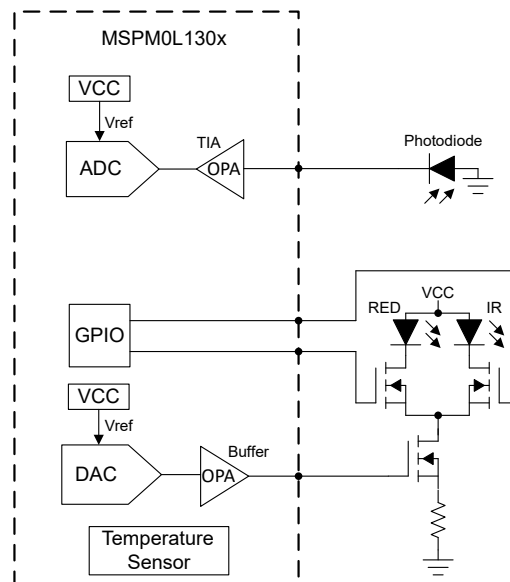 MSPM0L130x
VCC
Vref
TIA
Photodiode
ADC
OPA
RED
VCC
IR
GPIO
VCC
Vref
Buffer
DAC
OPA
Temperature
Sensor